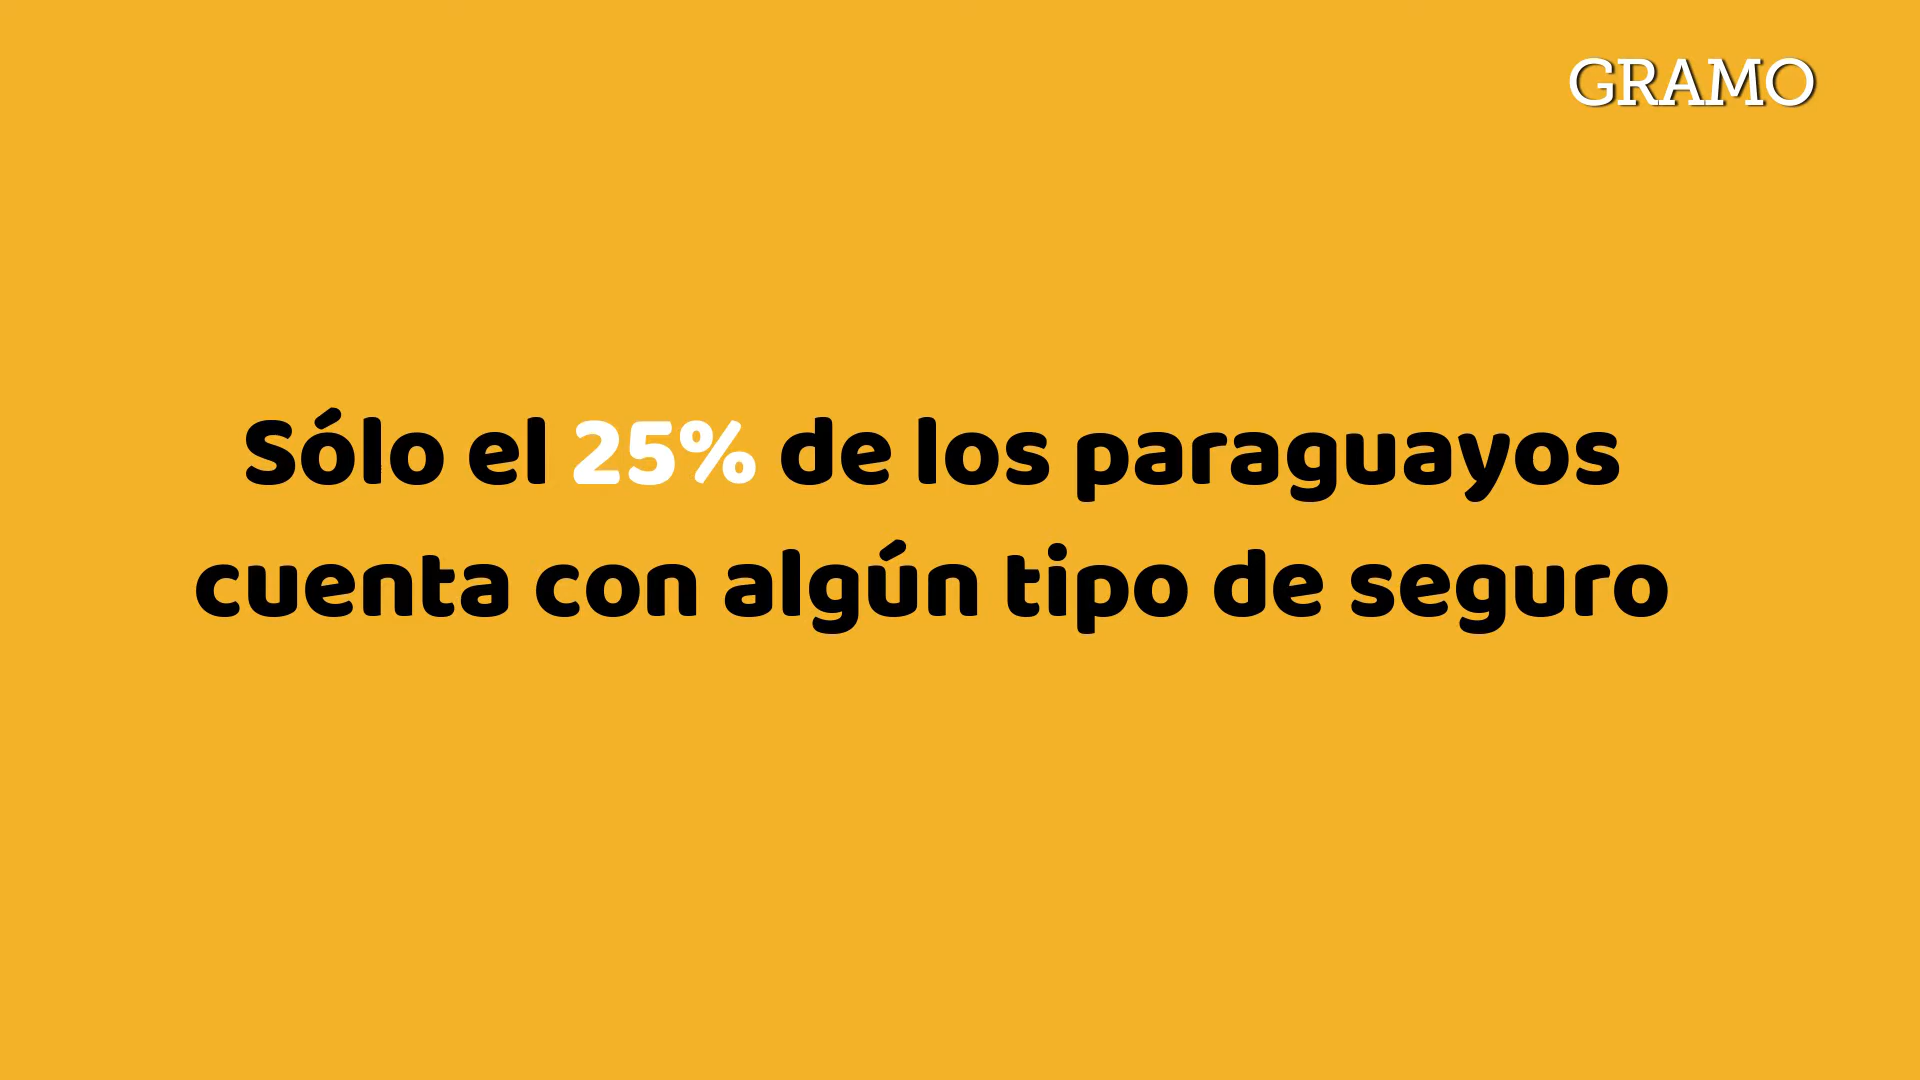 GRAMO
Sólo el 25% de los paraguayos
cuenta con algún tipo de seguro